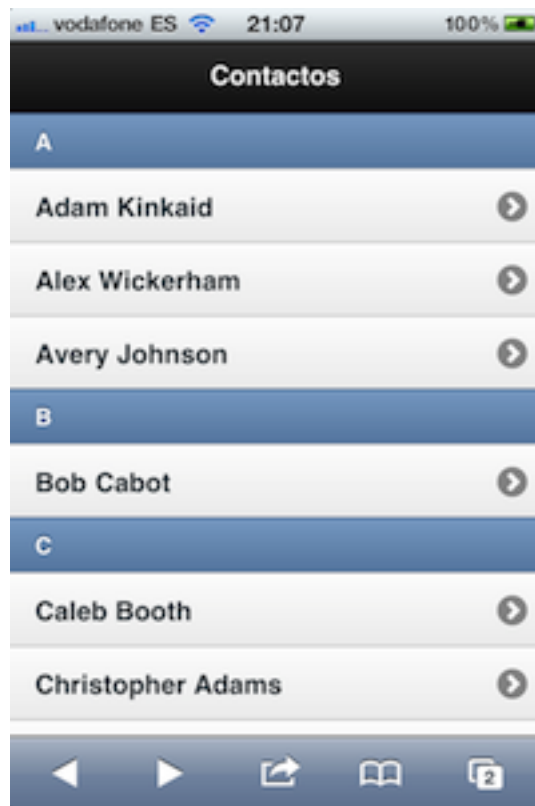 vodafone ES 21:07 100%
Contactos
A
Adam Kinkaid
Alex Wickerham
Avery Johnson
B
Bob Cabot
C
Caleb Booth
Christopher Adams
2